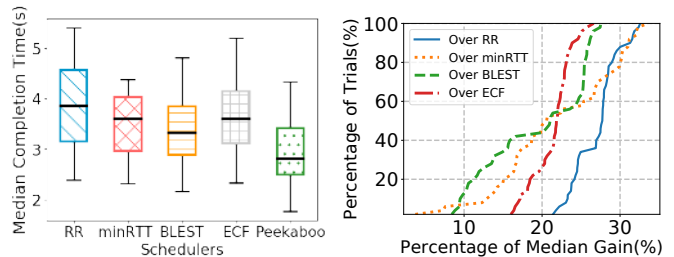 Median Completion Time(s)
5
4
3
2
RR minRTT BLEST ECF Peekaboo
Schedulers
Percentage of Trials(%)
100
80
60
40
20
Over RR
Over minRTT
Over BLEST
Over ECF
10 20 30
Percentage of Median Gain(%)